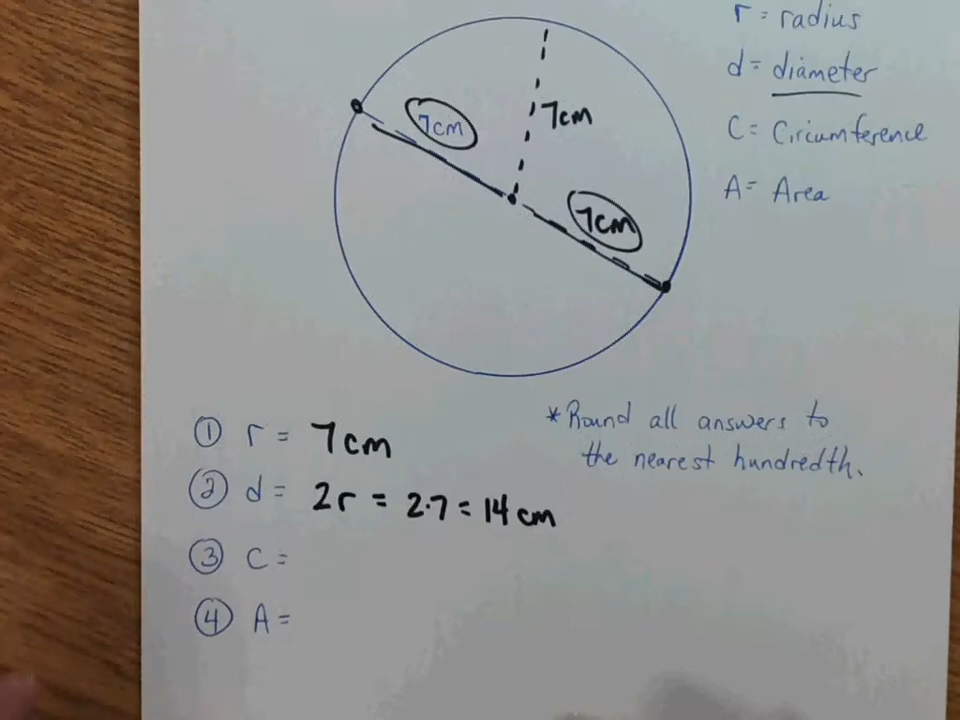 r = radius
d = diameter
C = Circumference
A = Area
7cm
7cm
7cm
① r = 7cm
② d = 2r = 2·7 = 14 cm
③ C =
④ A =
*Round all answers to
the nearest hundredth.